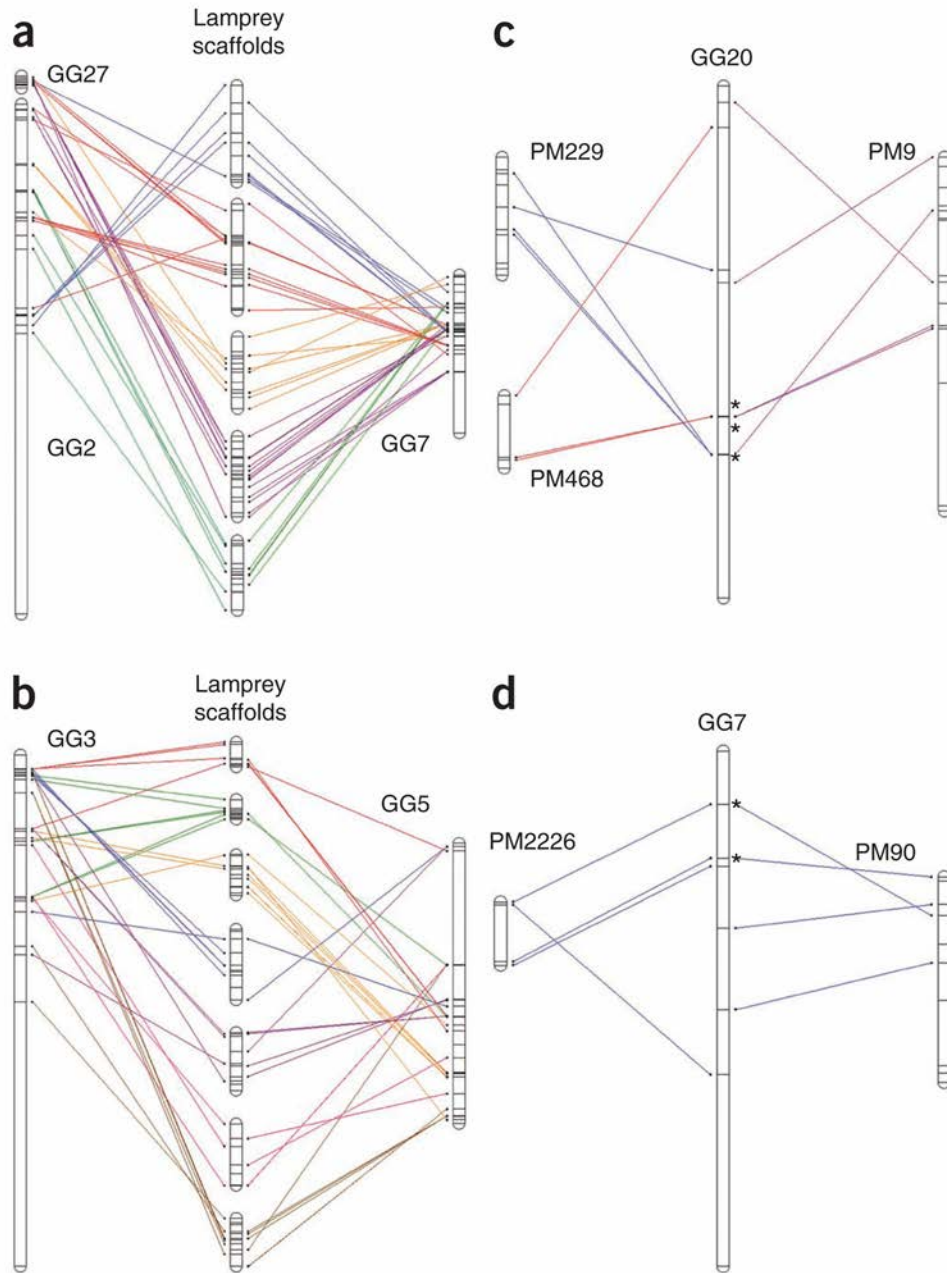 a
Lamprey
scaffolds
GG27
GG2
GG7
c
GG20
PM229
PM9
*
*
*
PM468
b
Lamprey
scaffolds
GG3
GG5
d
GG7
*
PM2226
*
PM90